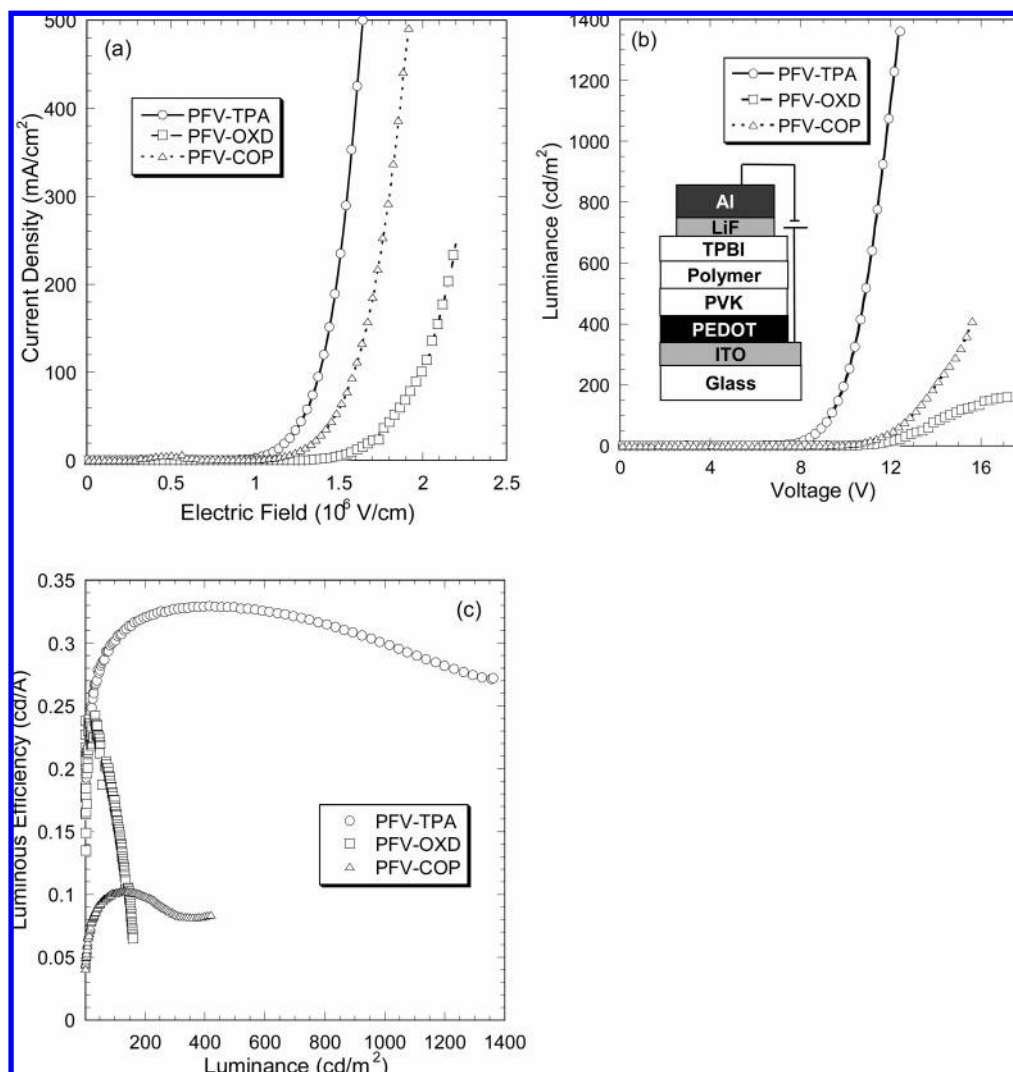 (a)
500
400
300
200
100
0
Current Density (mA/cm²)
PFV-TPA
PFV-OXD
PFV-COP
0 0.5 1 1.5 2 2.5
Electric Field (10⁶ V/cm)
(b)
1400
1200
1000
800
600
400
200
0
Luminance (cd/m²)
PFV-TPA
PFV-OXD
PFV-COP
Al
LiF
TPBI
Polymer
PVK
PEDOT
ITO
Glass
0 4 8 12 16
Voltage (V)
(c)
0.35
0.3
0.25
0.2
0.15
0.1
0.05
0
Luminous Efficiency (cd/A)
PFV-TPA
PFV-OXD
PFV-COP
200 400 600 800 1000 1200 1400
Luminance (cd/m²)